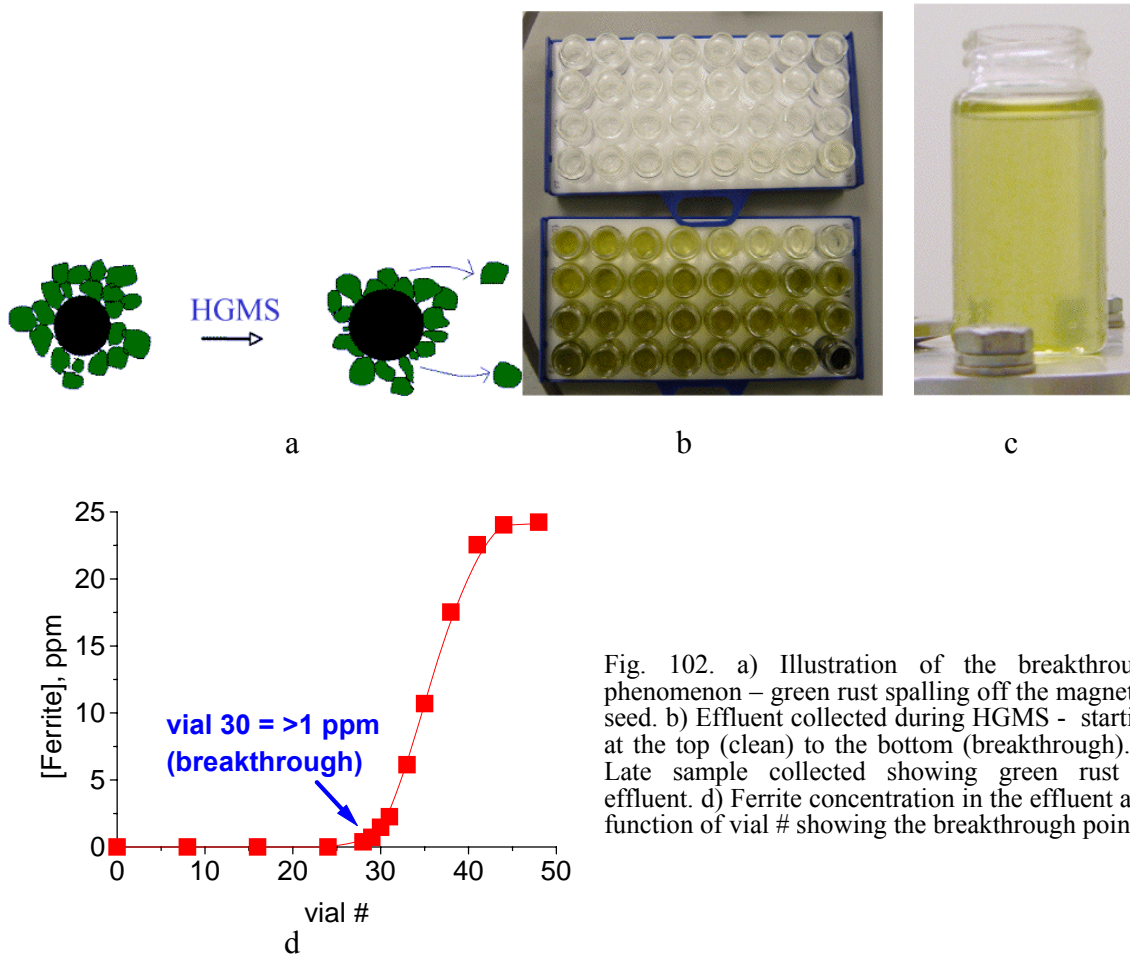 HGMS
a
b
c
25
20
15
10
5
0
[Ferrrite], ppm
vial 30 = >1 ppm
(breakthrough)
0 10 20 30 40 50
vial #
d
Fig. 102. a) Illustration of the breakthrou
phenomenon – green rust spalling off the magnet
seed. b) Effluent collected during HGMS - starti
at the top (clean) to the bottom (breakthrough).
Late sample collected showing green rust
effluent. d) Ferrite concentration in the effluent a
function of vial # showing the breakthrough poin